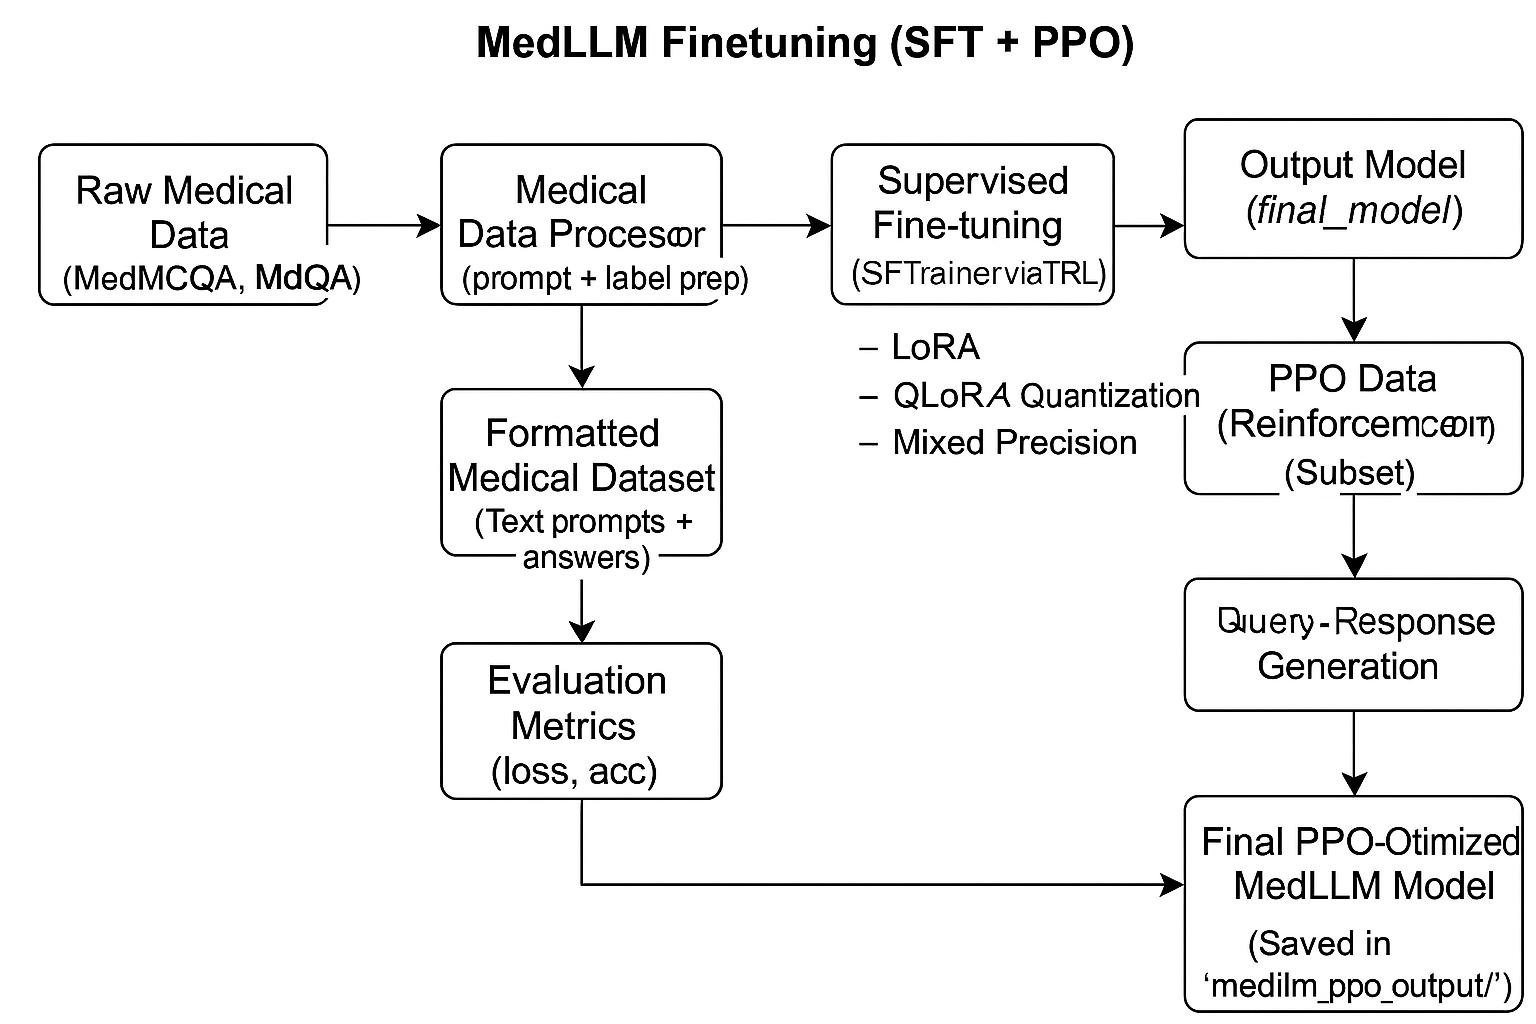 MedLLM Finetuning (SFT + PPO)
Raw Medical
Data
(MedMCQA, MdQA)
Medical
Data Procesor
(prompt + label prep)
Supervised
Fine-tuning
(SFTrainerviaTRL)
– LoRA
– QLoRA Quantization
– Mixed Precision
Output Model
(final_model)
Formatted
Medical Dataset
(Text prompts +
answers)
Evaluation
Metrics
(loss, acc)
PPO Data
(Subset)
Query-Response
Generation
Final PPO-Otimized
MedLLM Model
(Saved in
‘medilm_ppo_output/’)